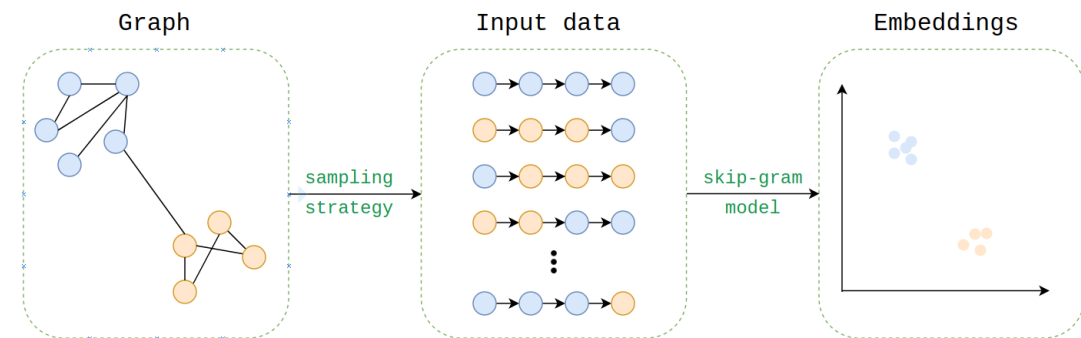 Graph
Input data
Embeddings
sampling
strategy
skip-gram
model